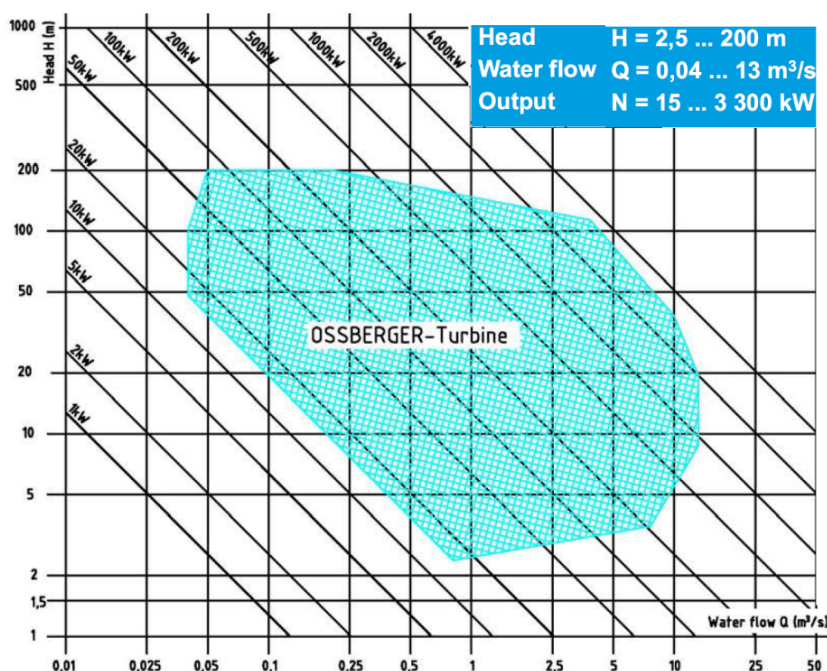 1000
500
200
100
50
20
10
5
2
1,5
1
Head H (m)
1kW
2kW
5kW
10kW
20kW
50kW
100kW
200kW
500kW
1000kW
2000kW
4000kW
Head H = 2,5 ... 200 m
Water flow Q = 0,04 ... 13 m³/s
Output N = 15 ... 3 300 kW
OSSBERGER-Turbine
Water flow Q (m³/s)
0.01 0.025 0.05 0.1 0.25 0.5 1 2.5 5 10 25 50